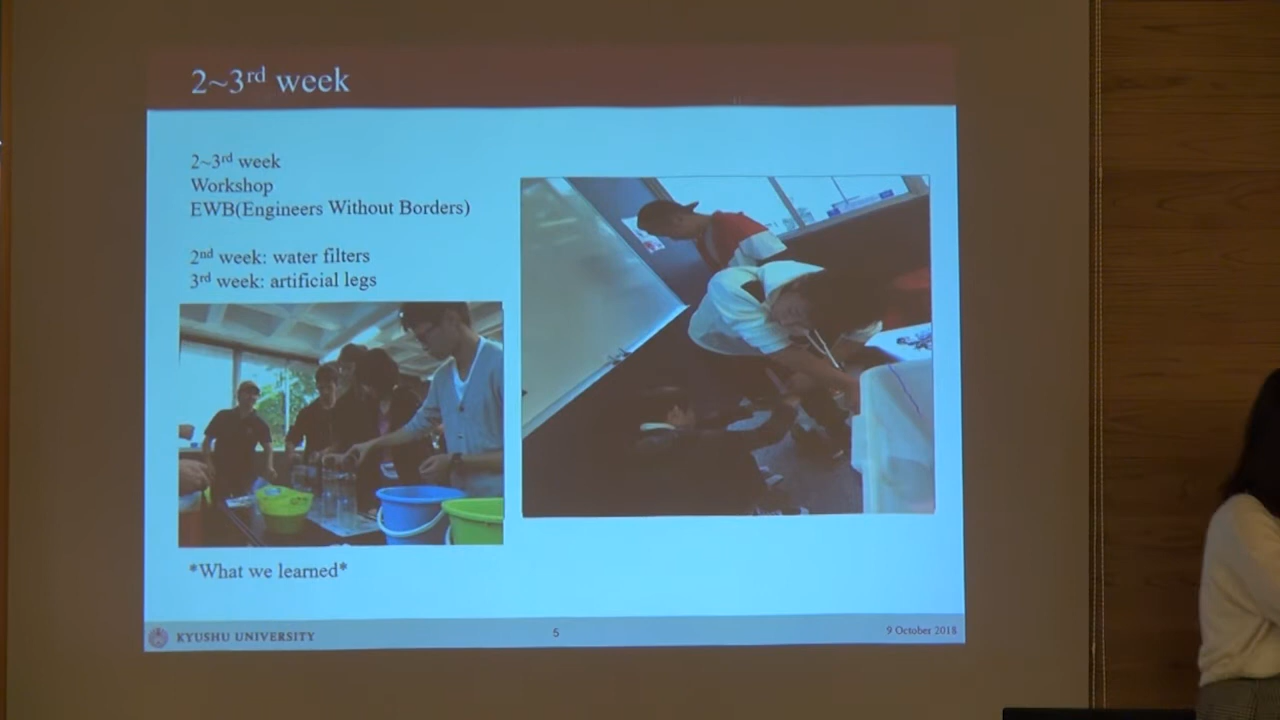 2~3rd week
2~3rd week
Workshop
EWB(Engineers Without Borders)
2nd week: water filters
3rd week: artificial legs
*What we learned*
KYUSHU UNIVERSITY
5
9 October 2018